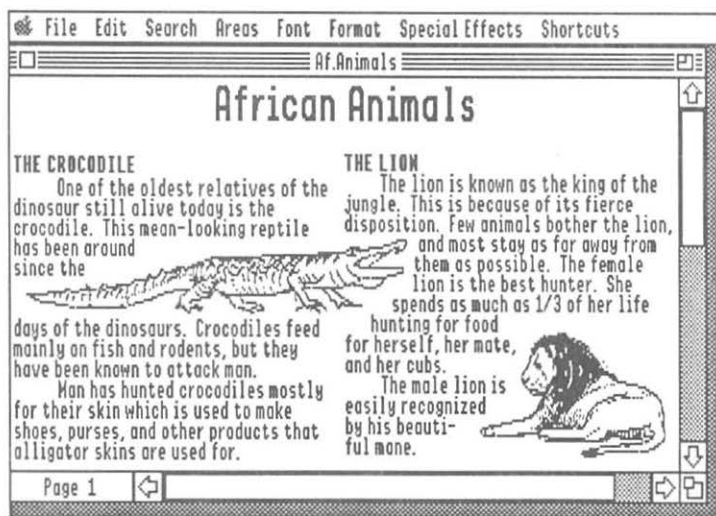 File Edit Search Areas Font Format Special Effects Shortcuts
Af.Animals
African Animals
THE CROCODILE
One of the oldest relatives of the
dinosaur still alive today is the
crocodile. This mean-looking reptile
has been around
since the
days of the dinosaurs. Crocodiles feed
mainly on fish and rodents, but they
have been known to attack man.
Man has hunted crocodiles mostly
for their skin which is used to make
shoes, purses, and other products that
alligator skins are used for.
THE LION
The lion is known as the king of the
jungle. This is because of its fierce
disposition. Few animals bother the lion,
and most stay as far away from
them as possible. The female
lion is the best hunter. She
spends as much as 1/3 of her life
hunting for food
for herself, her mate,
and her cubs.
The male lion is
easily recognized
by his beauti-
ful mane.
Page 1